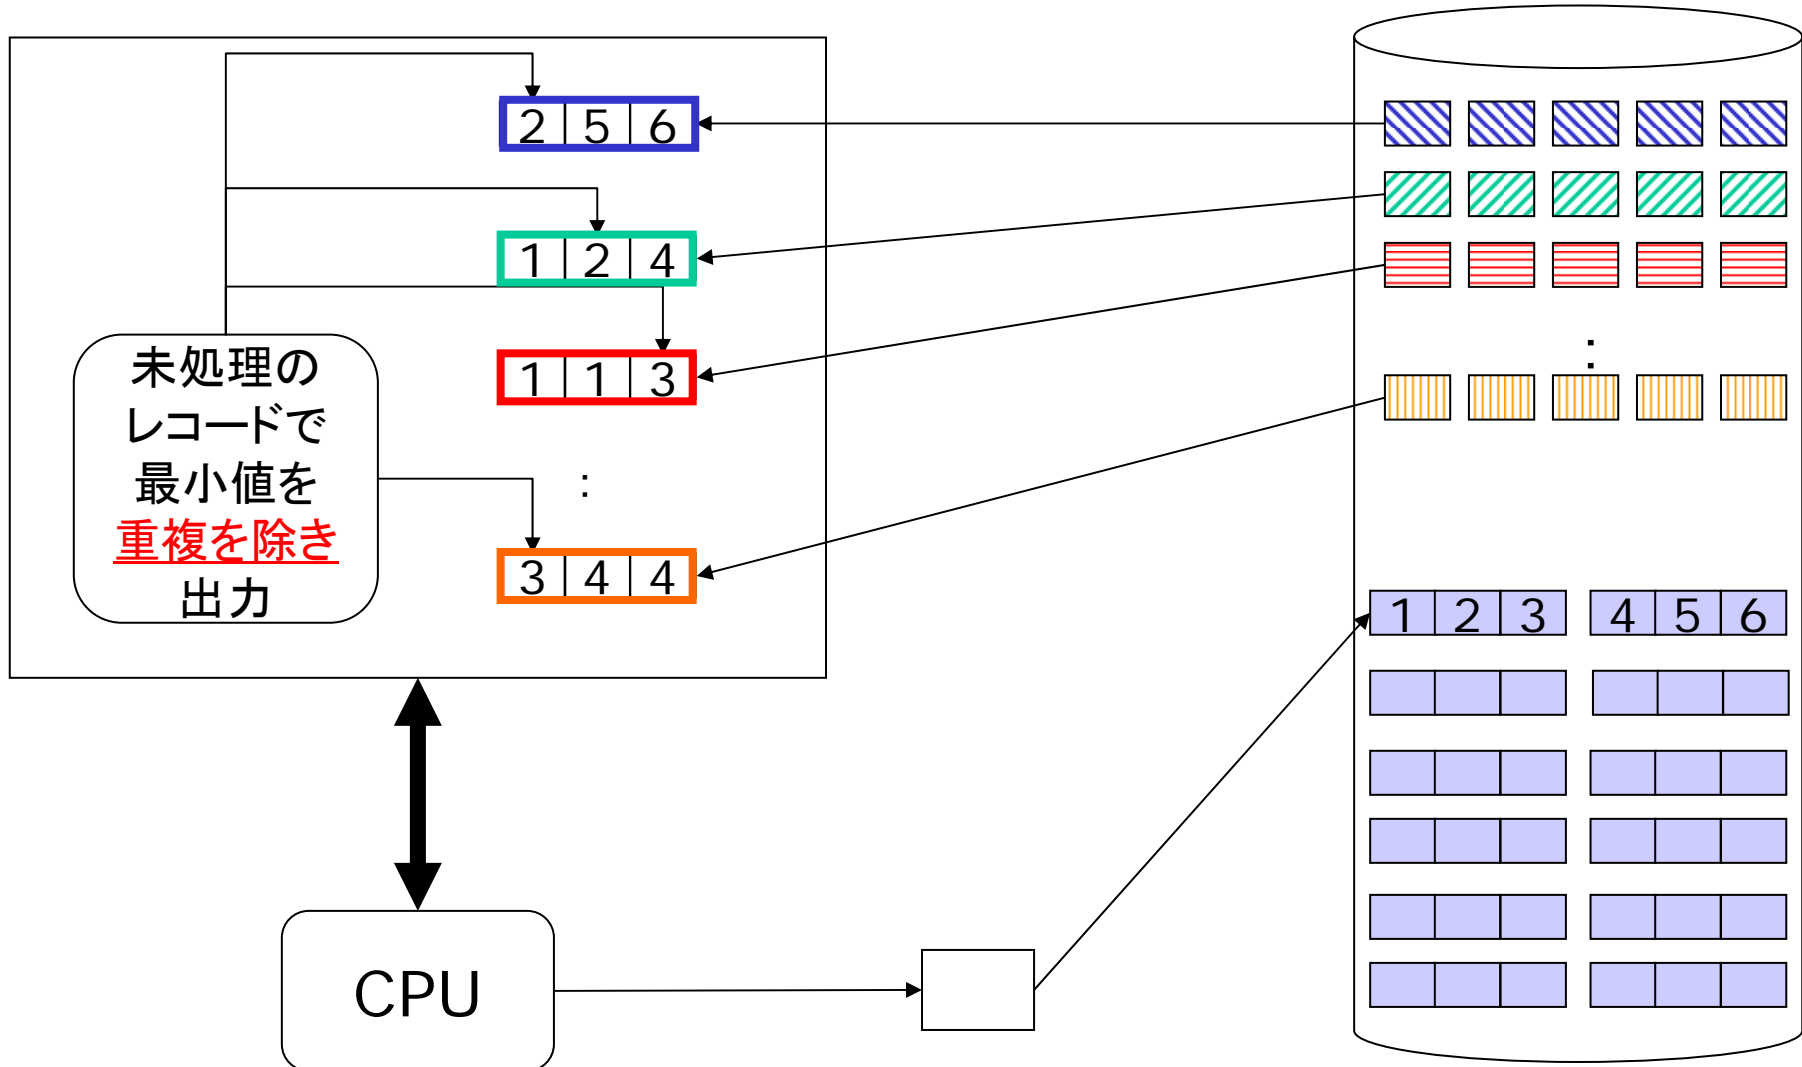 2 5 6
1 2 4
1 1 3
:
3 4 4
未処理の
レコードで
最小値を
重複を除き
出力
:
1 2 3 4 5 6
CPU